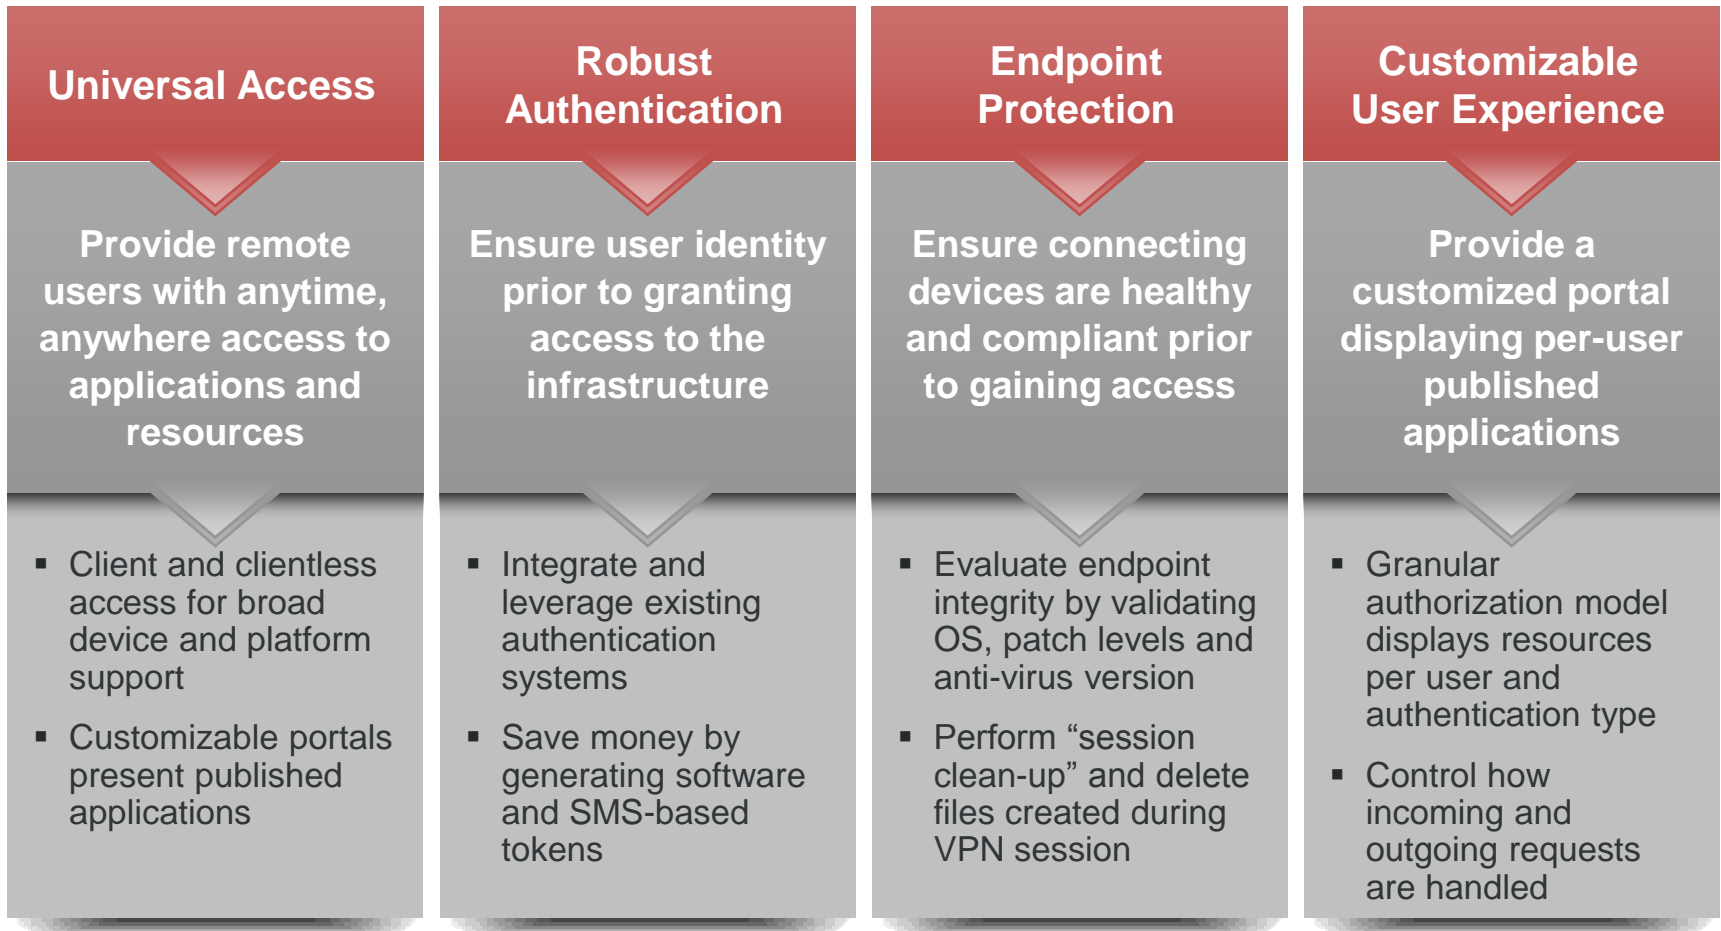 Universal Access
Provide remote
users with anytime,
anywhere access to
applications and
resources
▪ Client and clientless
access for broad
device and platform
support
▪ Customizable portals
present published
applications
Robust
Authentication
Ensure user identity
prior to granting
access to the
infrastructure
▪ Integrate and
leverage existing
authentication
systems
▪ Save money by
generating software
and SMS-based
tokens
Endpoint
Protection
Ensure connecting
devices are healthy
and compliant prior
to gaining access
▪ Evaluate endpoint
integrity by validating
OS, patch levels and
anti-virus version
▪ Perform “session
clean-up” and delete
files created during
VPN session
Customizable
User Experience
Provide a
customized portal
displaying per-user
published
applications
▪ Granular
authorization model
displays resources
per user and
authentication type
▪ Control how
incoming and
outgoing requests
are handled